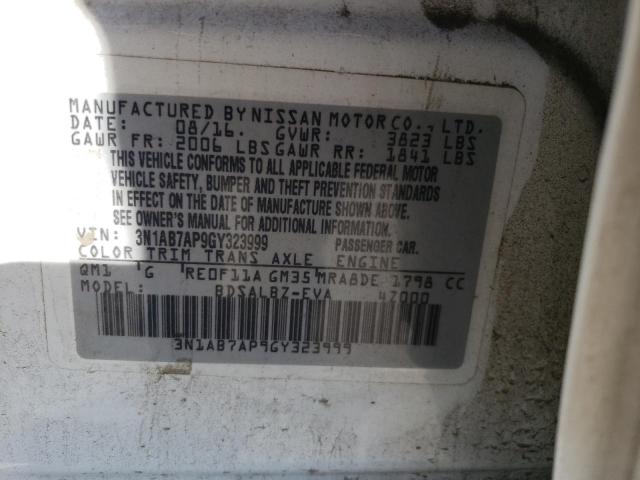 MANUFACTURED BY NISSAN MOTOR CO., LTD.
DATE: 08/16. GVWR: 3823 LBS
GAWR FR: 2006 LBS GAWR RR: 1841 LBS
THIS VEHICLE CONFORMS TO ALL APPLICABLE FEDERAL MOTOR
VEHICLE SAFETY, BUMPER AND THEFT PREVENTION STANDARDS
IN EFFECT ON THE DATE OF MANUFACTURE SHOWN ABOVE.
SEE OWNER'S MANUAL FOR ADDITIONAL INFORMATION.
VIN: 3N1AB7AP9GY323999 PASSENGER CAR.
COLOR TRIM TRANS AXLE ENGINE
QM1 G RE0F11A GM35 MRA8DE 1798 CC
MODEL: BDSALBZ-EVA 47000
3N1AB7AP9GY323999